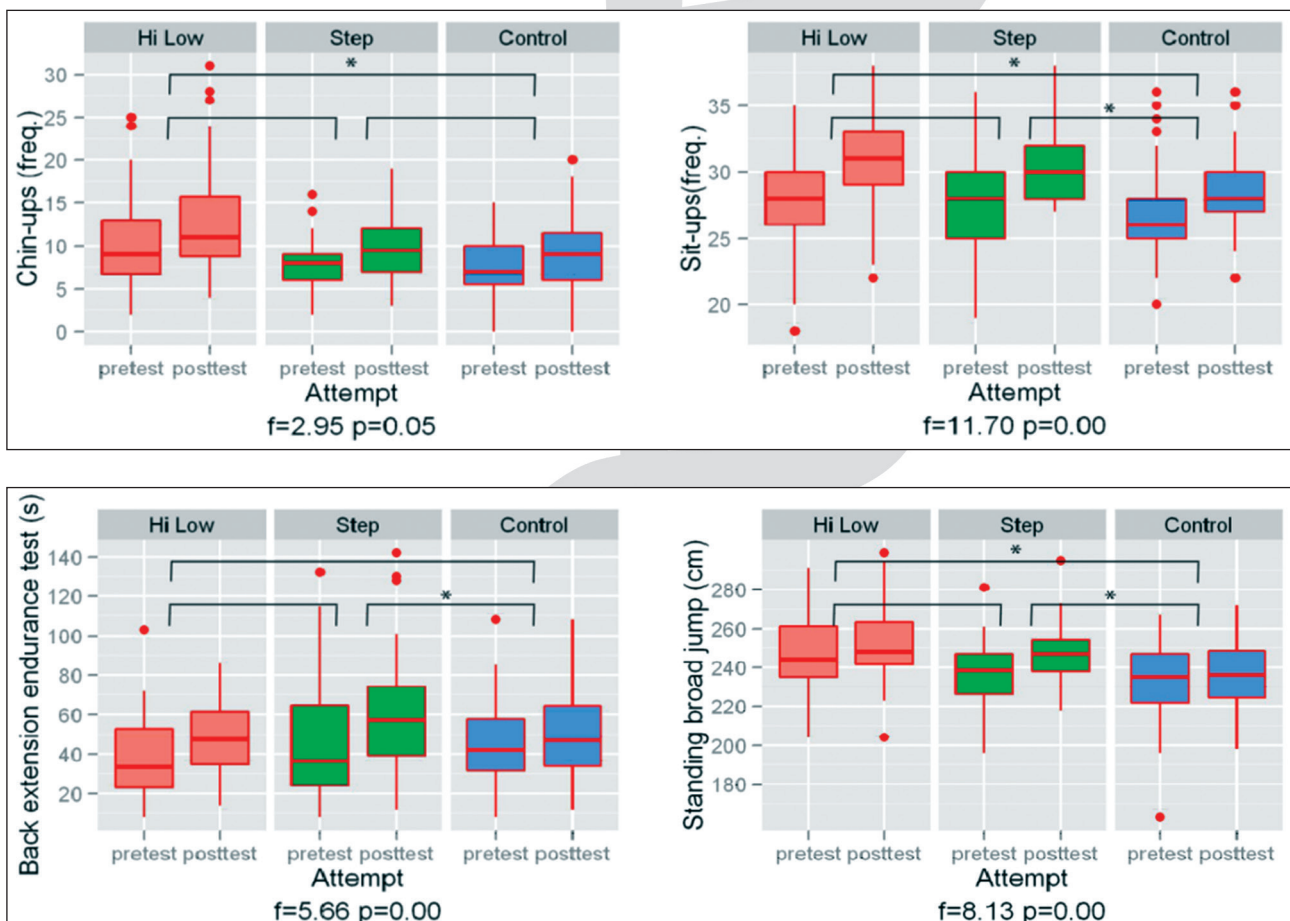 Hi Low Step Control
*
Chin-ups (freq.)
30
25
20
15
10
5
0
pretest posttest pretest posttest pretest posttest
Attempt
f=2.95 p=0.05
Hi Low Step Control
*
*
Sit-ups(freq.)
35
30
25
20
pretest posttest pretest posttest pretest posttest
Attempt
f=11.70 p=0.00
Hi Low Step Control
*
Back extension endurance test (s)
140
120
100
80
60
40
20
pretest posttest pretest posttest pretest posttest
Attempt
f=5.66 p=0.00
Hi Low Step Control
*
*
Standing broad jump (cm)
280
260
240
220
200
180
pretest posttest pretest posttest pretest posttest
Attempt
f=8.13 p=0.00